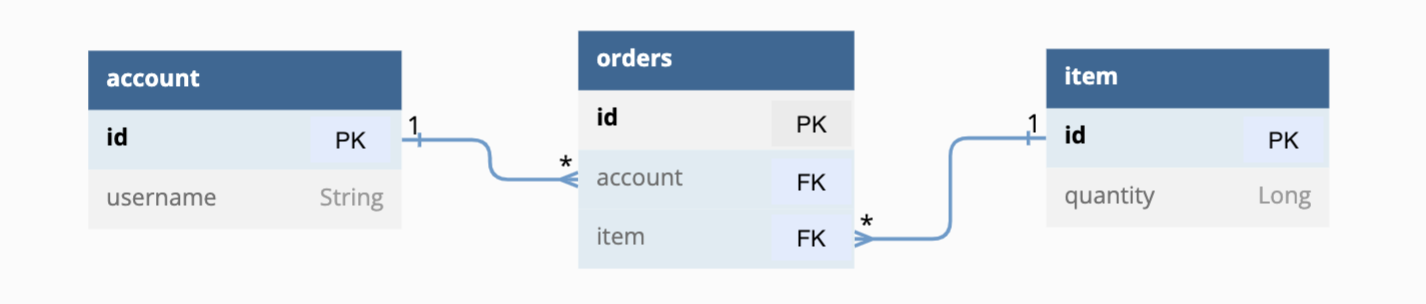 account
id PK
username String
1
*
orders
id PK
account FK
item FK
*
1
item
id PK
quantity Long